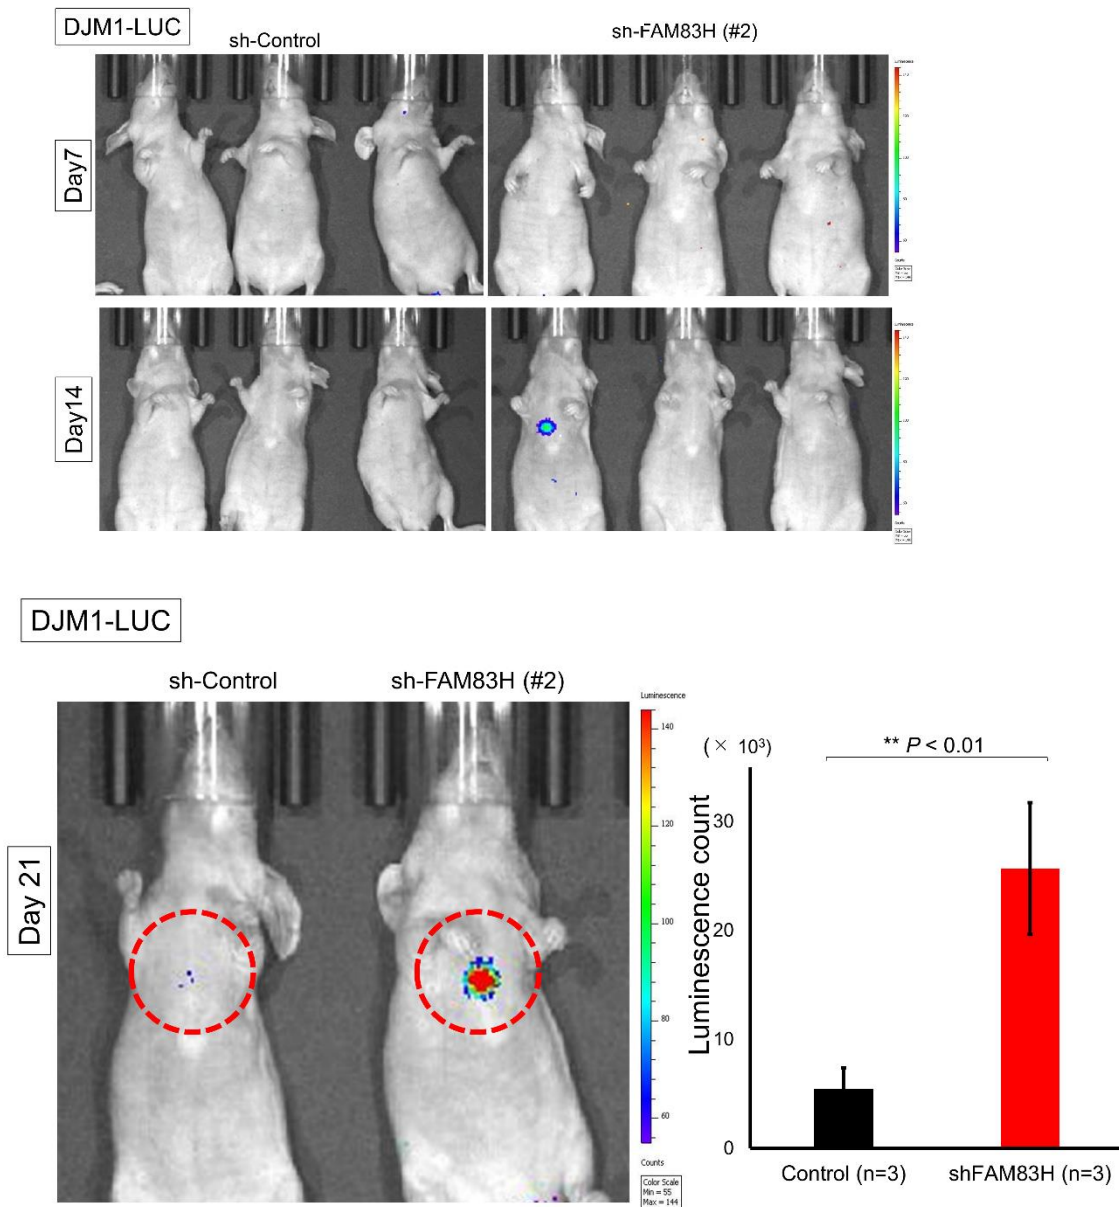 DJM1-LUC
sh-Control
sh-FAM83H (#2)
Day7
Day14
DJM1-LUC
sh-Control
sh-FAM83H (#2)
Day 21
Luminescence
140
120
100
80
60
Counts
Color Scale
Min = 55
Max = 144
(× 10³)
** P < 0.01
Luminescence count
30
20
10
0
Control (n=3)
shFAM83H (n=3)